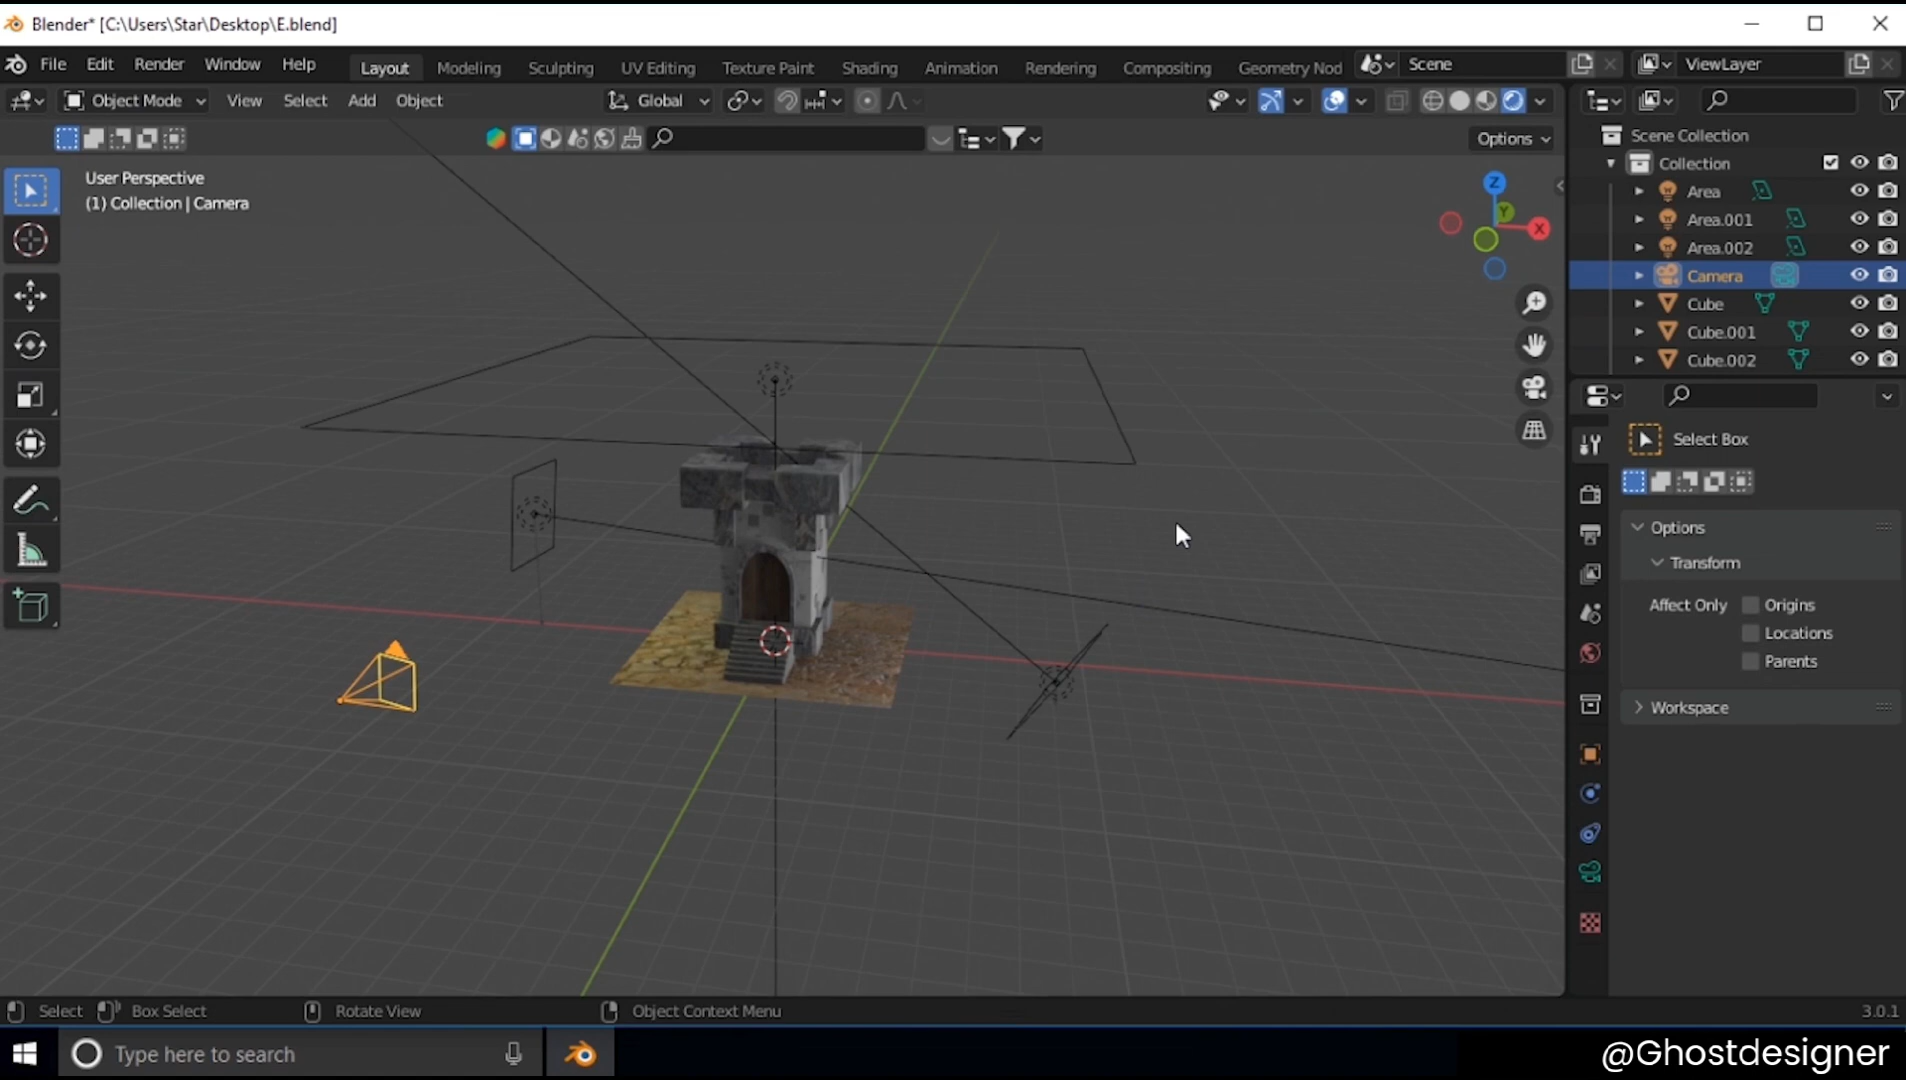 Blender* [C:\Users\Star\Desktop\E.blend]
File Edit Render Window Help Layout Modeling Sculpting UV Editing Texture Paint Shading Animation Rendering Compositing Geometry Nod Scene ViewLayer
Object Mode View Select Add Object Global
Options
User Perspective
(1) Collection | Camera
Z
Y
X
Scene Collection
Collection
Area
Area.001
Area.002
Camera
Cube
Cube.001
Cube.002
Select Box
Options
Transform
Affect Only Origins
Locations
Parents
Workspace
Select Box Select Rotate View Object Context Menu 3.0.1
Type here to search
@Ghostdesigner